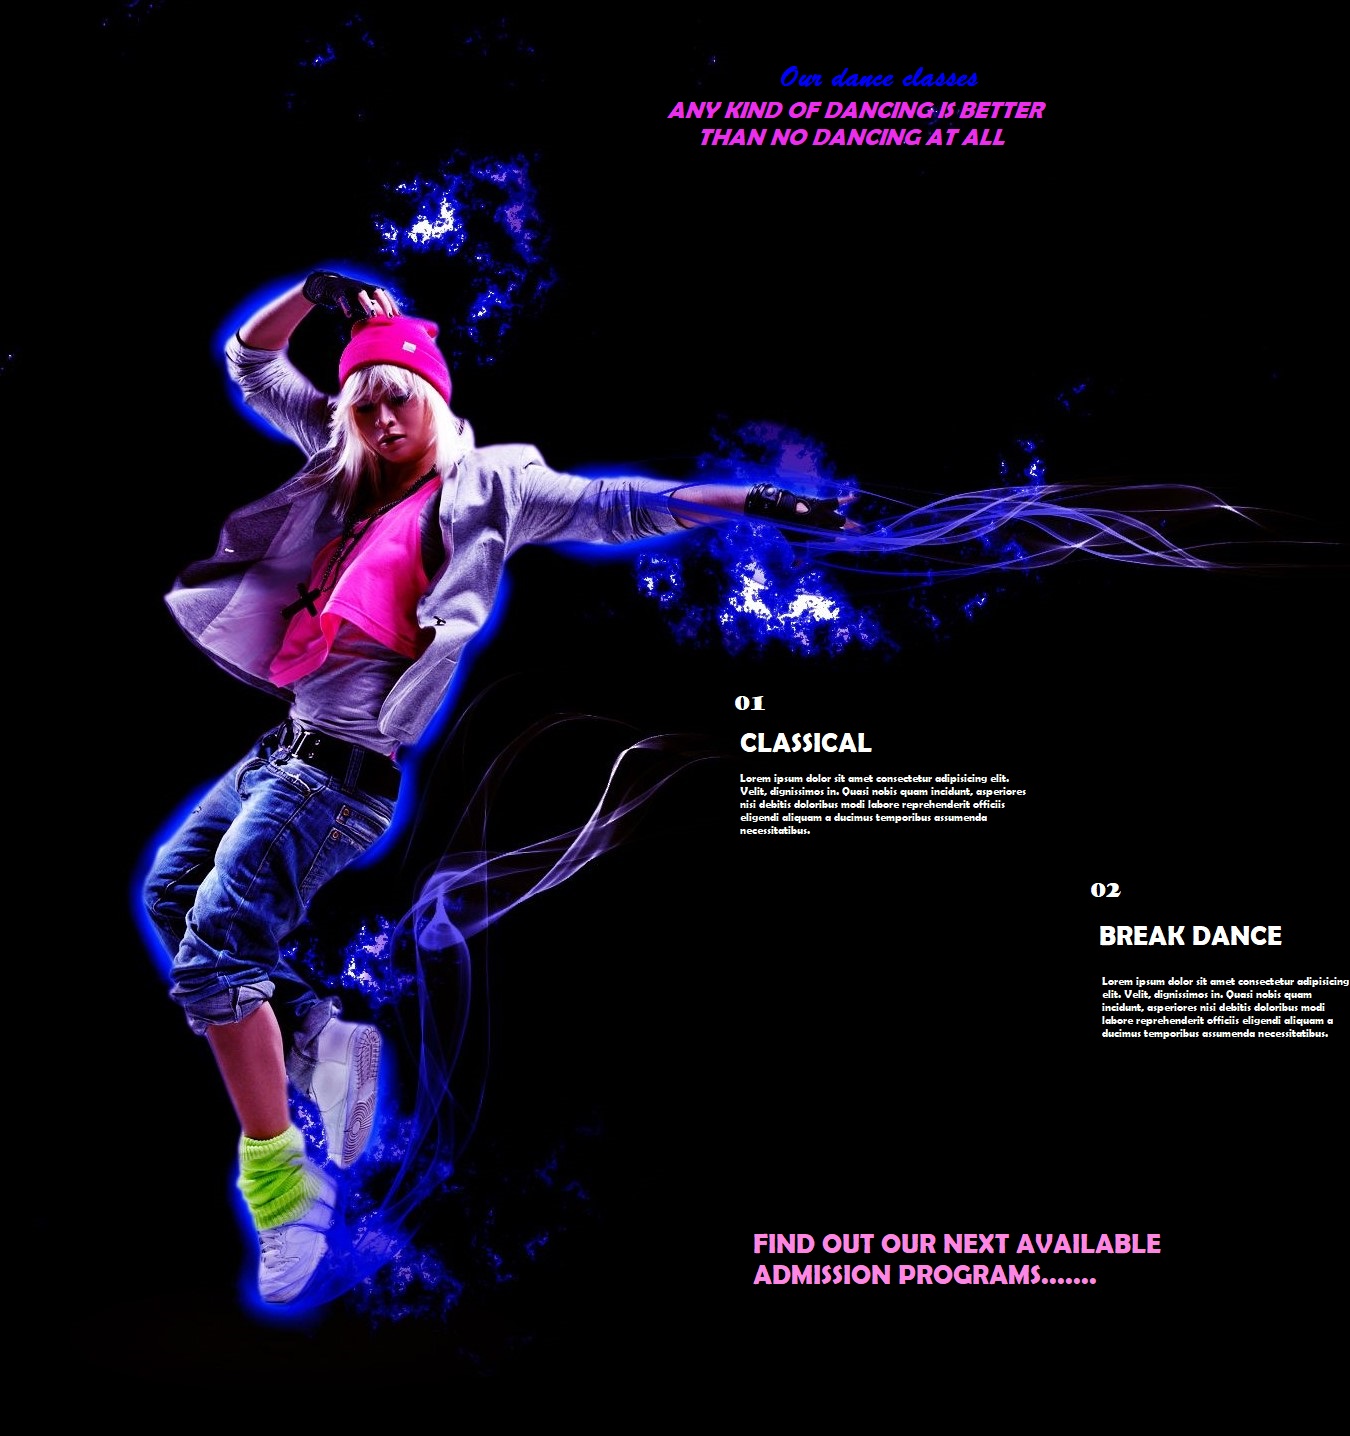 Our dance classes
ANY KIND OF DANCING IS BETTER
THAN NO DANCING AT ALL
01
CLASSICAL
Lorem ipsum dolor sit amet consectetur adipisicing elit.
Velit, dignissimos in. Quasi nobis quam incidunt, asperiores
nisi debitis doloribus modi labore reprehenderit officiis
eligendi aliquam a ducimus temporibus assumenda
necessitatibus.
02
BREAK DANCE
Lorem ipsum dolor sit amet consectetur adipisicing
elit. Velit, dignissimos in. Quasi nobis quam
incidunt, asperiores nisi debitis doloribus modi
labore reprehenderit officiis eligendi aliquam a
ducimus temporibus assumenda necessitatibus.
FIND OUT OUR NEXT AVAILABLE
ADMISSION PROGRAMS.......